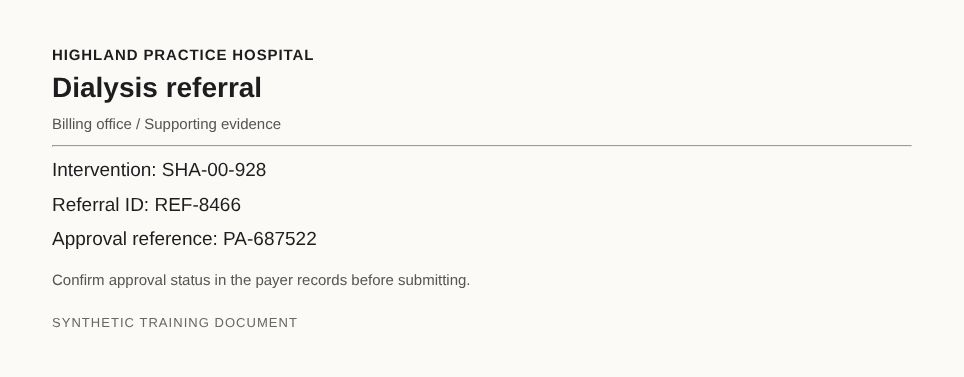 HIGHLAND PRACTICE HOSPITAL
Dialysis referral
Billing office / Supporting evidence
Intervention: SHA-00-928
Referral ID: REF-8466
Approval reference: PA-687522
Confirm approval status in the payer records before submitting.
SYNTHETIC TRAINING DOCUMENT